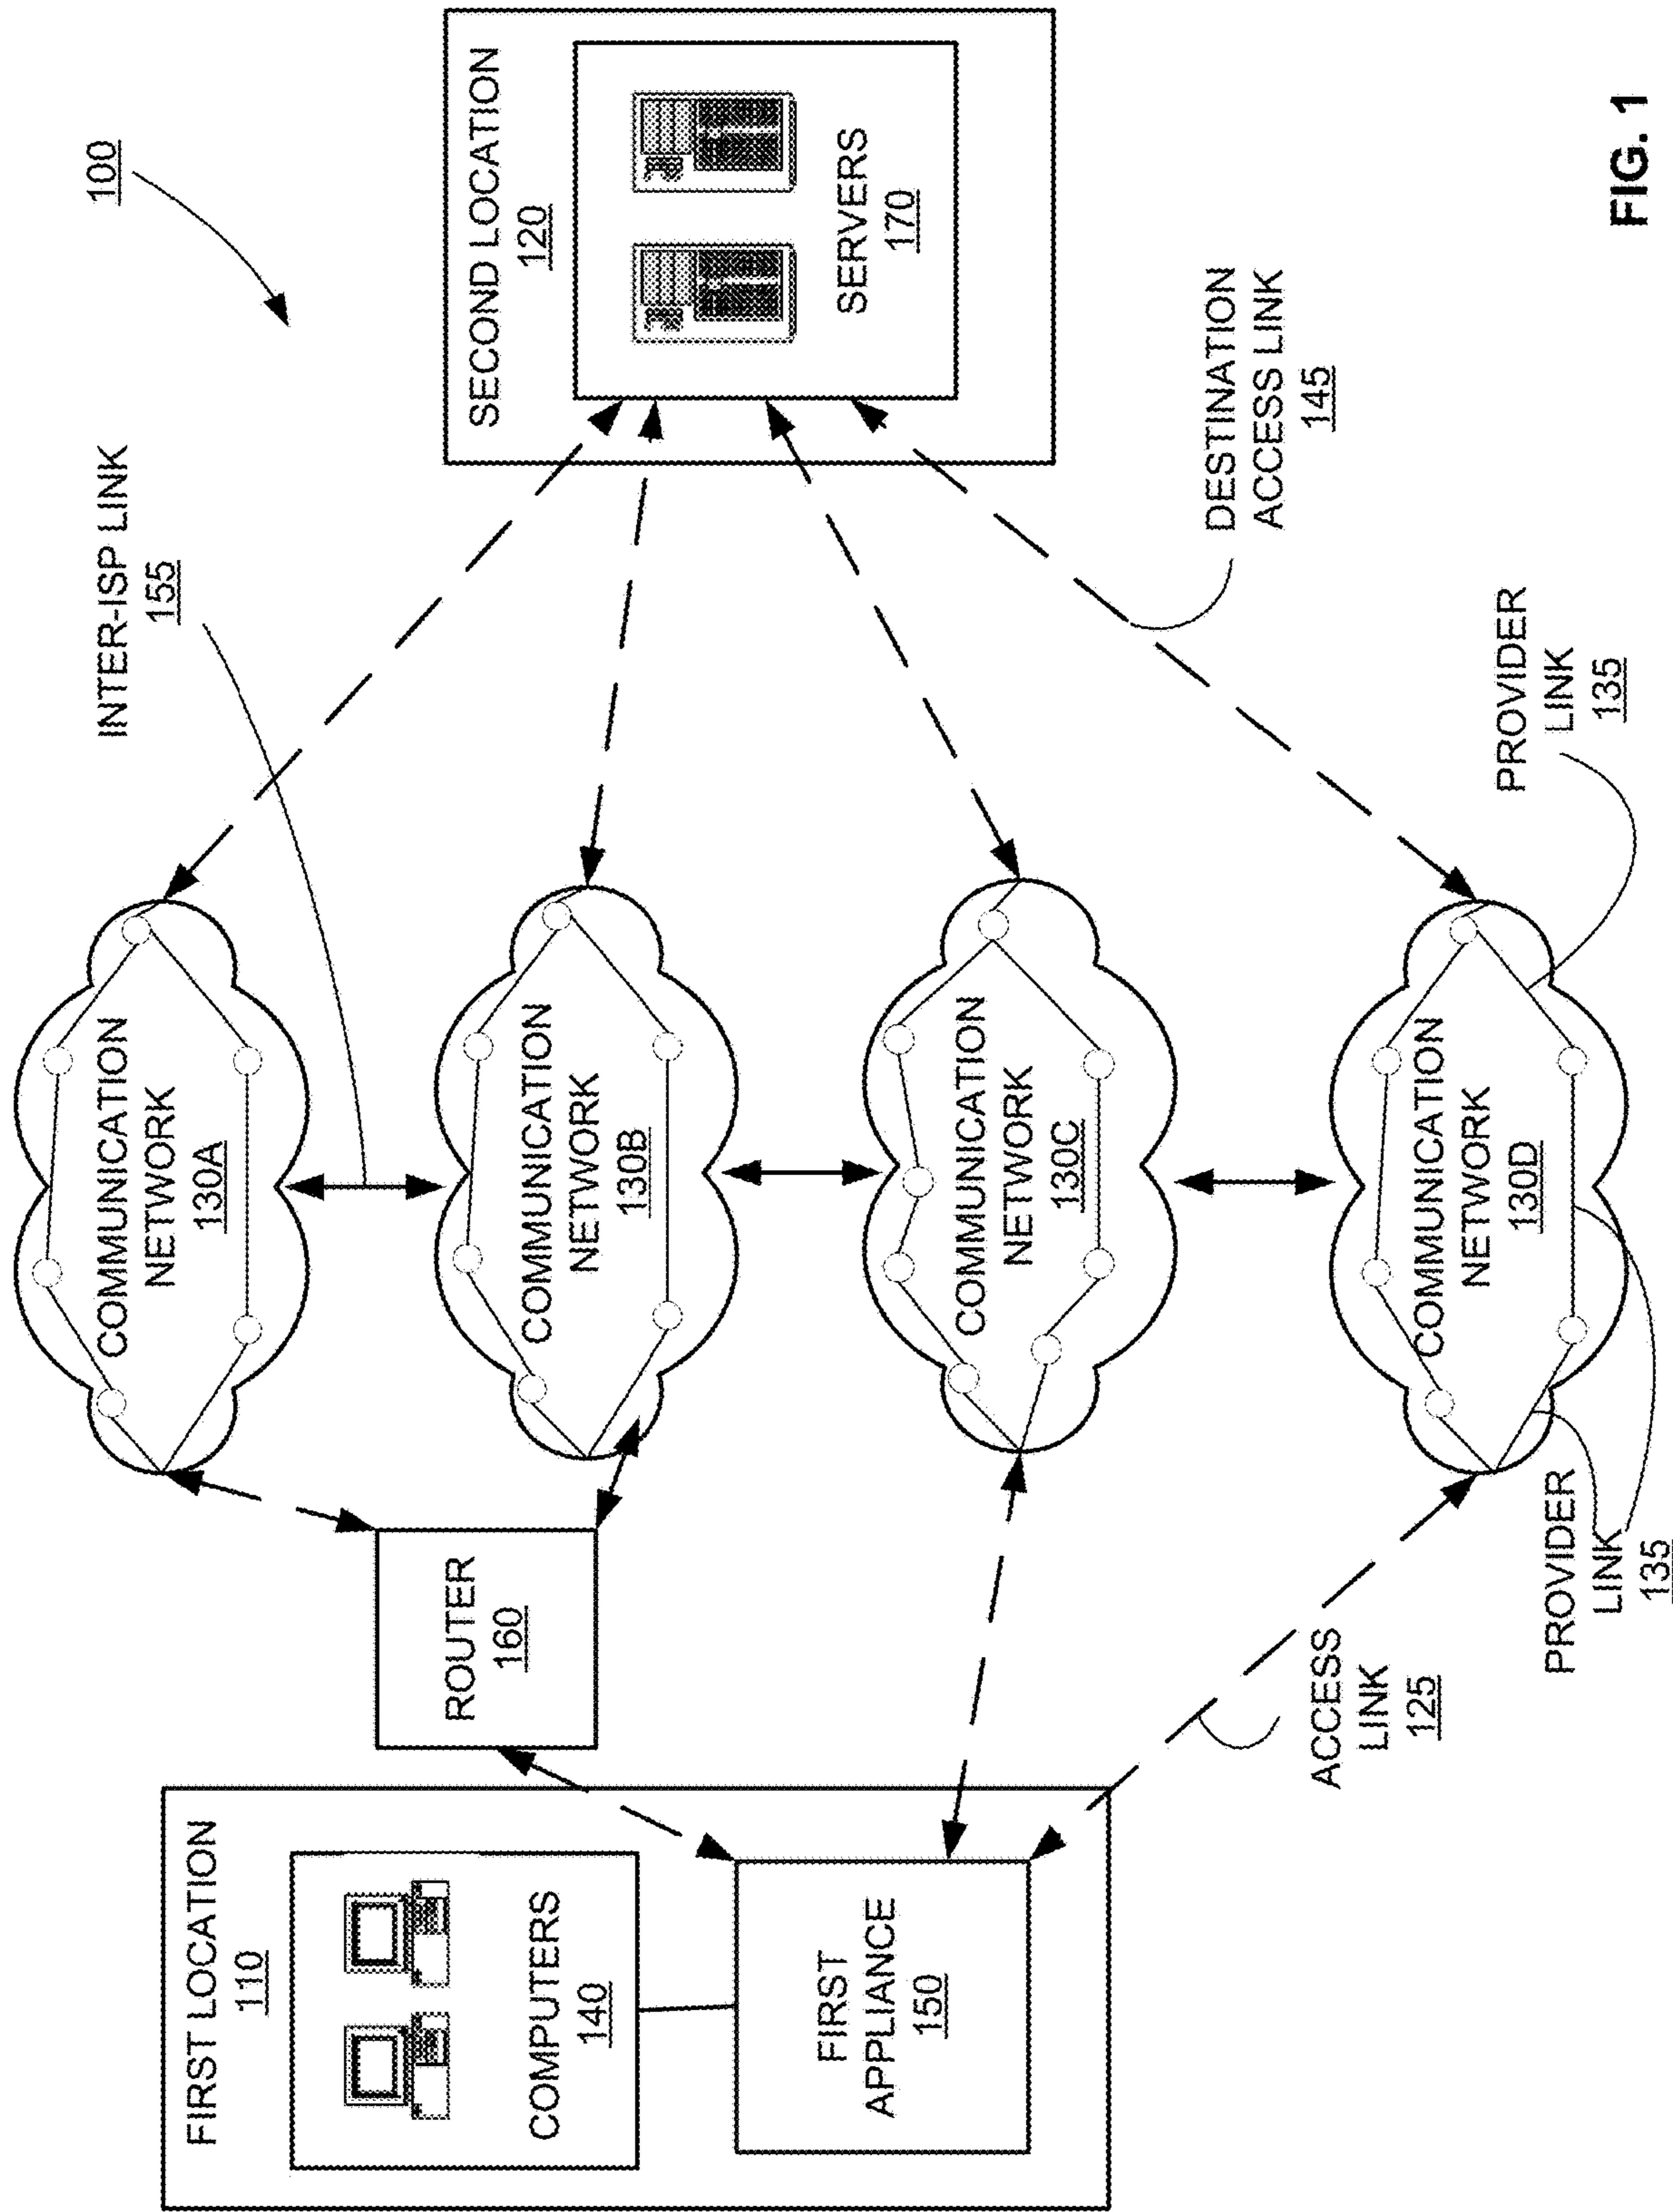 100
FIRST LOCATION
110
COMPUTERS
140
FIRST
APPLIANCE
150
ROUTER
160
COMMUNICATION
NETWORK
130A
INTER-ISP LINK
155
COMMUNICATION
NETWORK
130B
COMMUNICATION
NETWORK
130C
COMMUNICATION
NETWORK
130D
SECOND LOCATION
120
SERVERS
170
DESTINATION
ACCESS LINK
145
ACCESS
LINK
125
PROVIDER
LINK
135
PROVIDER
LINK
135
FIG. 1